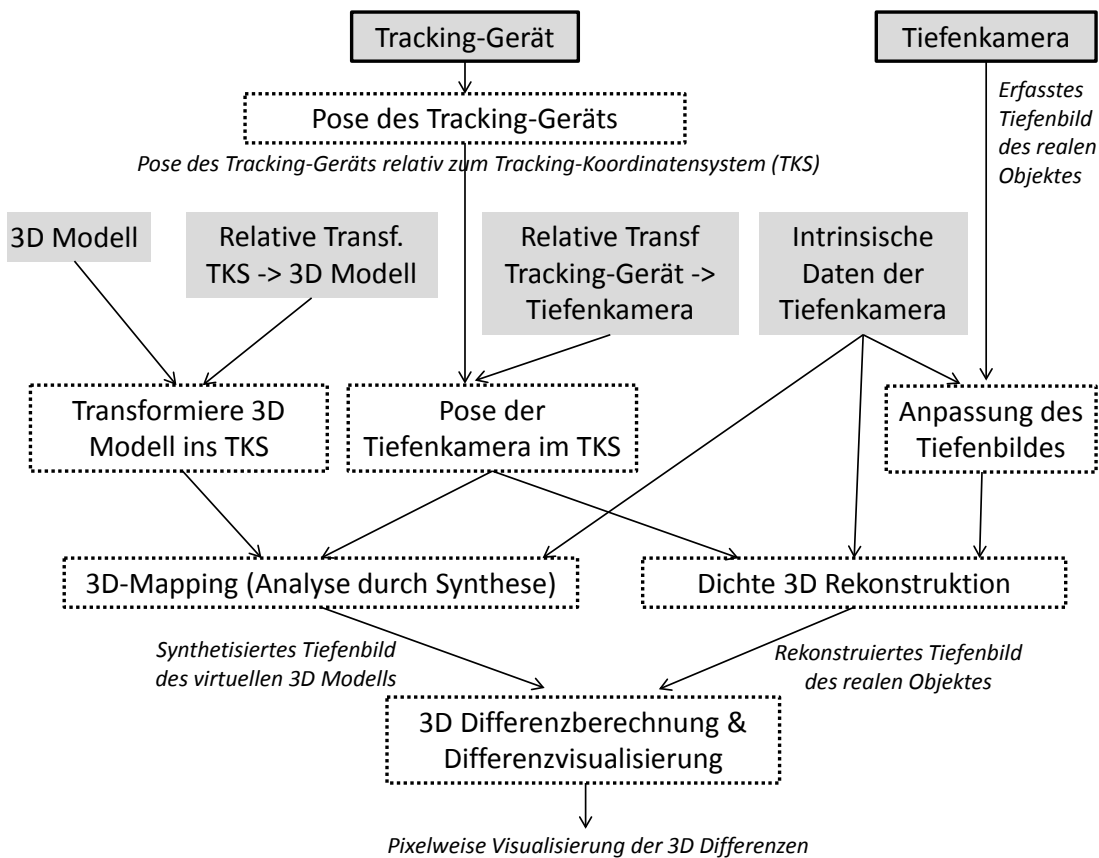 Tracking-Gerät
Tiefenkamera
Pose des Tracking-Geräts
Erfasstes
Tiefenbild
des realen
Objektes
Pose des Tracking-Geräts relativ zum Tracking-Koordinatensystem (TKS)
3D Modell
Relative Transf.
TKS -> 3D Modell
Relative Transf
Tracking-Gerät ->
Tiefenkamera
Intrinsische
Daten der
Tiefenkamera
Transformiere 3D
Modell ins TKS
Pose der
Tiefenkamera im TKS
Anpassung des
Tiefenbildes
3D-Mapping (Analyse durch Synthese)
Dichte 3D Rekonstruktion
Synthetisiertes Tiefenbild
des virtuellen 3D Modells
Rekonstruiertes Tiefenbild
des realen Objektes
3D Differenzberechnung &
Differenzvisualisierung
Pixelweise Visualisierung der 3D Differenzen